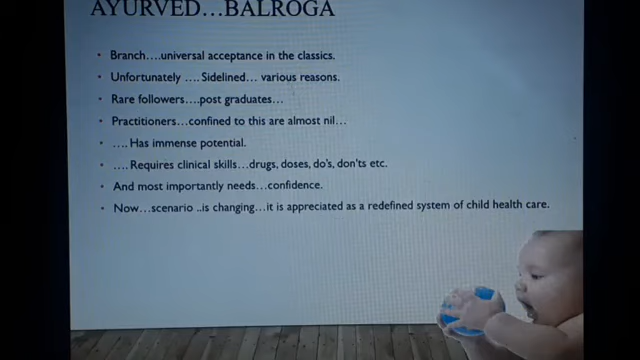 AYURVED...BALROGA
• Branch....universal acceptance in the classics.
• Unfortunately .... Sidelined... various reasons.
• Rare followers....post graduates...
• Practitioners...confined to this are almost nil...
• .... Has immense potential.
• .... Requires clinical skills...drugs, doses, do's, don'ts etc.
• And most importantly needs...confidence.
• Now...scenario ..is changing...it is appreciated as a redefined system of child health care.